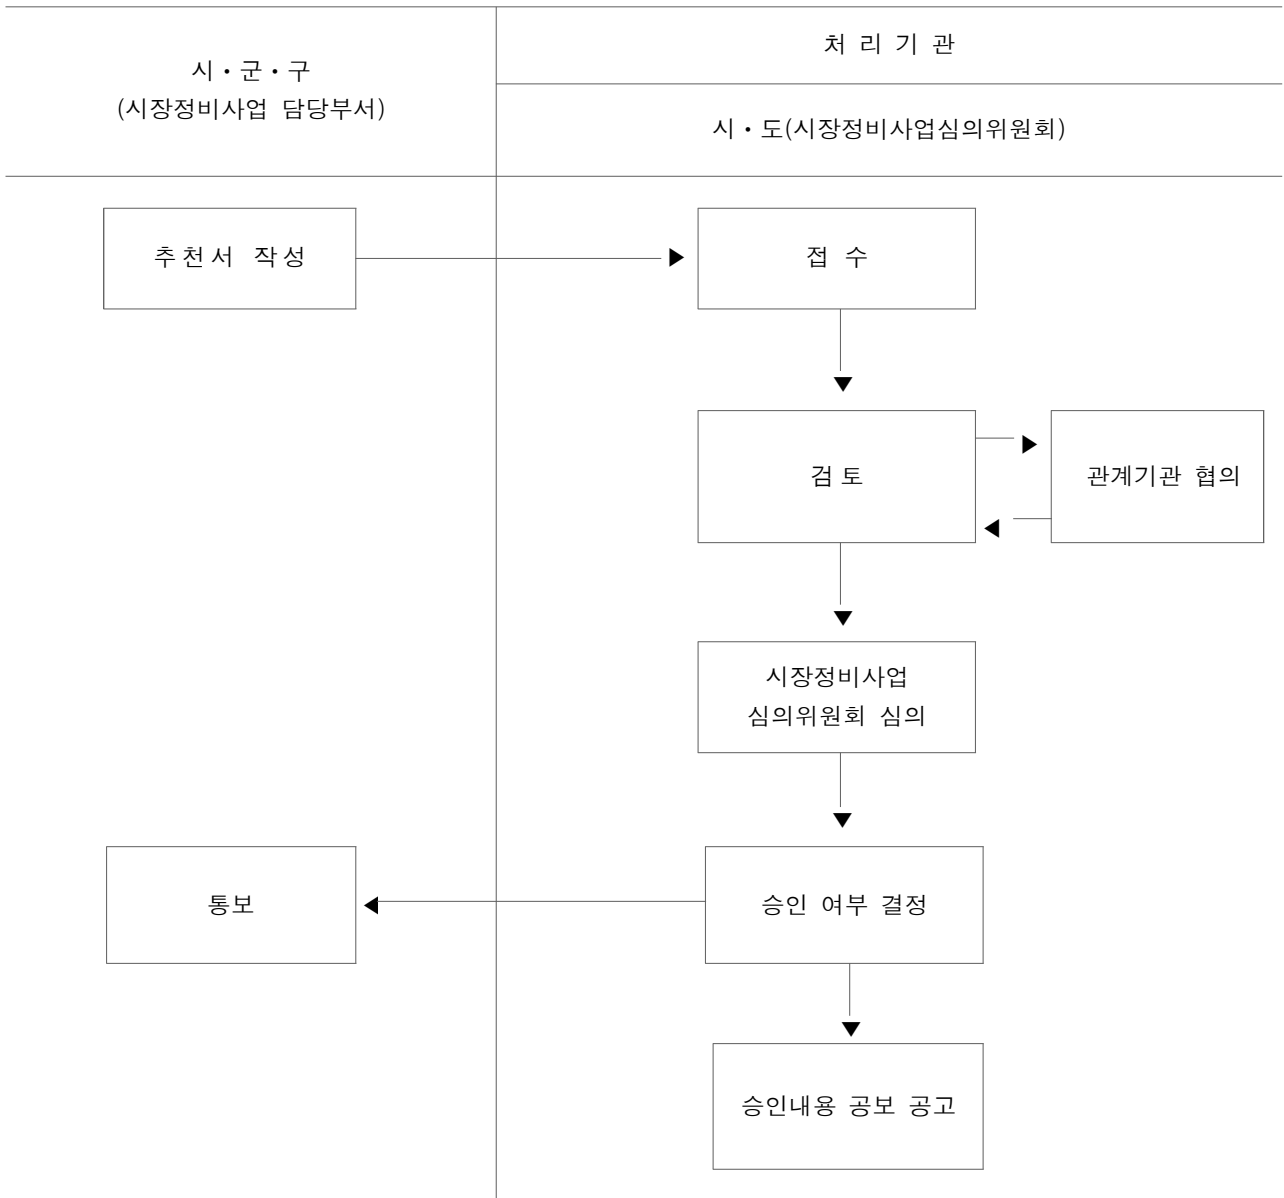 시・군・구
(시장정비사업 담당부서)
처 리 기 관
시・도(시장정비사업심의위원회)
추천서 작성
접 수
검토
관계기관 협의
시장정비사업
심의위원회 심의
통보
승인 여부 결정
승인내용 공보 공고